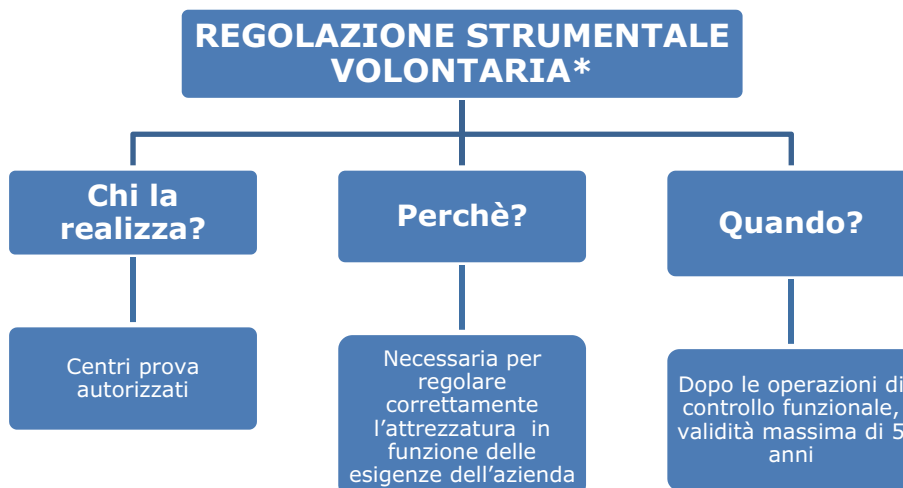 REGOLAZIONE STRUMENTALE
VOLONTARIA*
Chi la
realizza?
Perchè?
Quando?
Centri prova
autorizzati
Necessaria per
regolare
correttamente
l'attrezzatura in
funzione delle
esigenze dell'azienda
Dopo le operazioni di
controllo funzionale,
validità massima di 5
anni